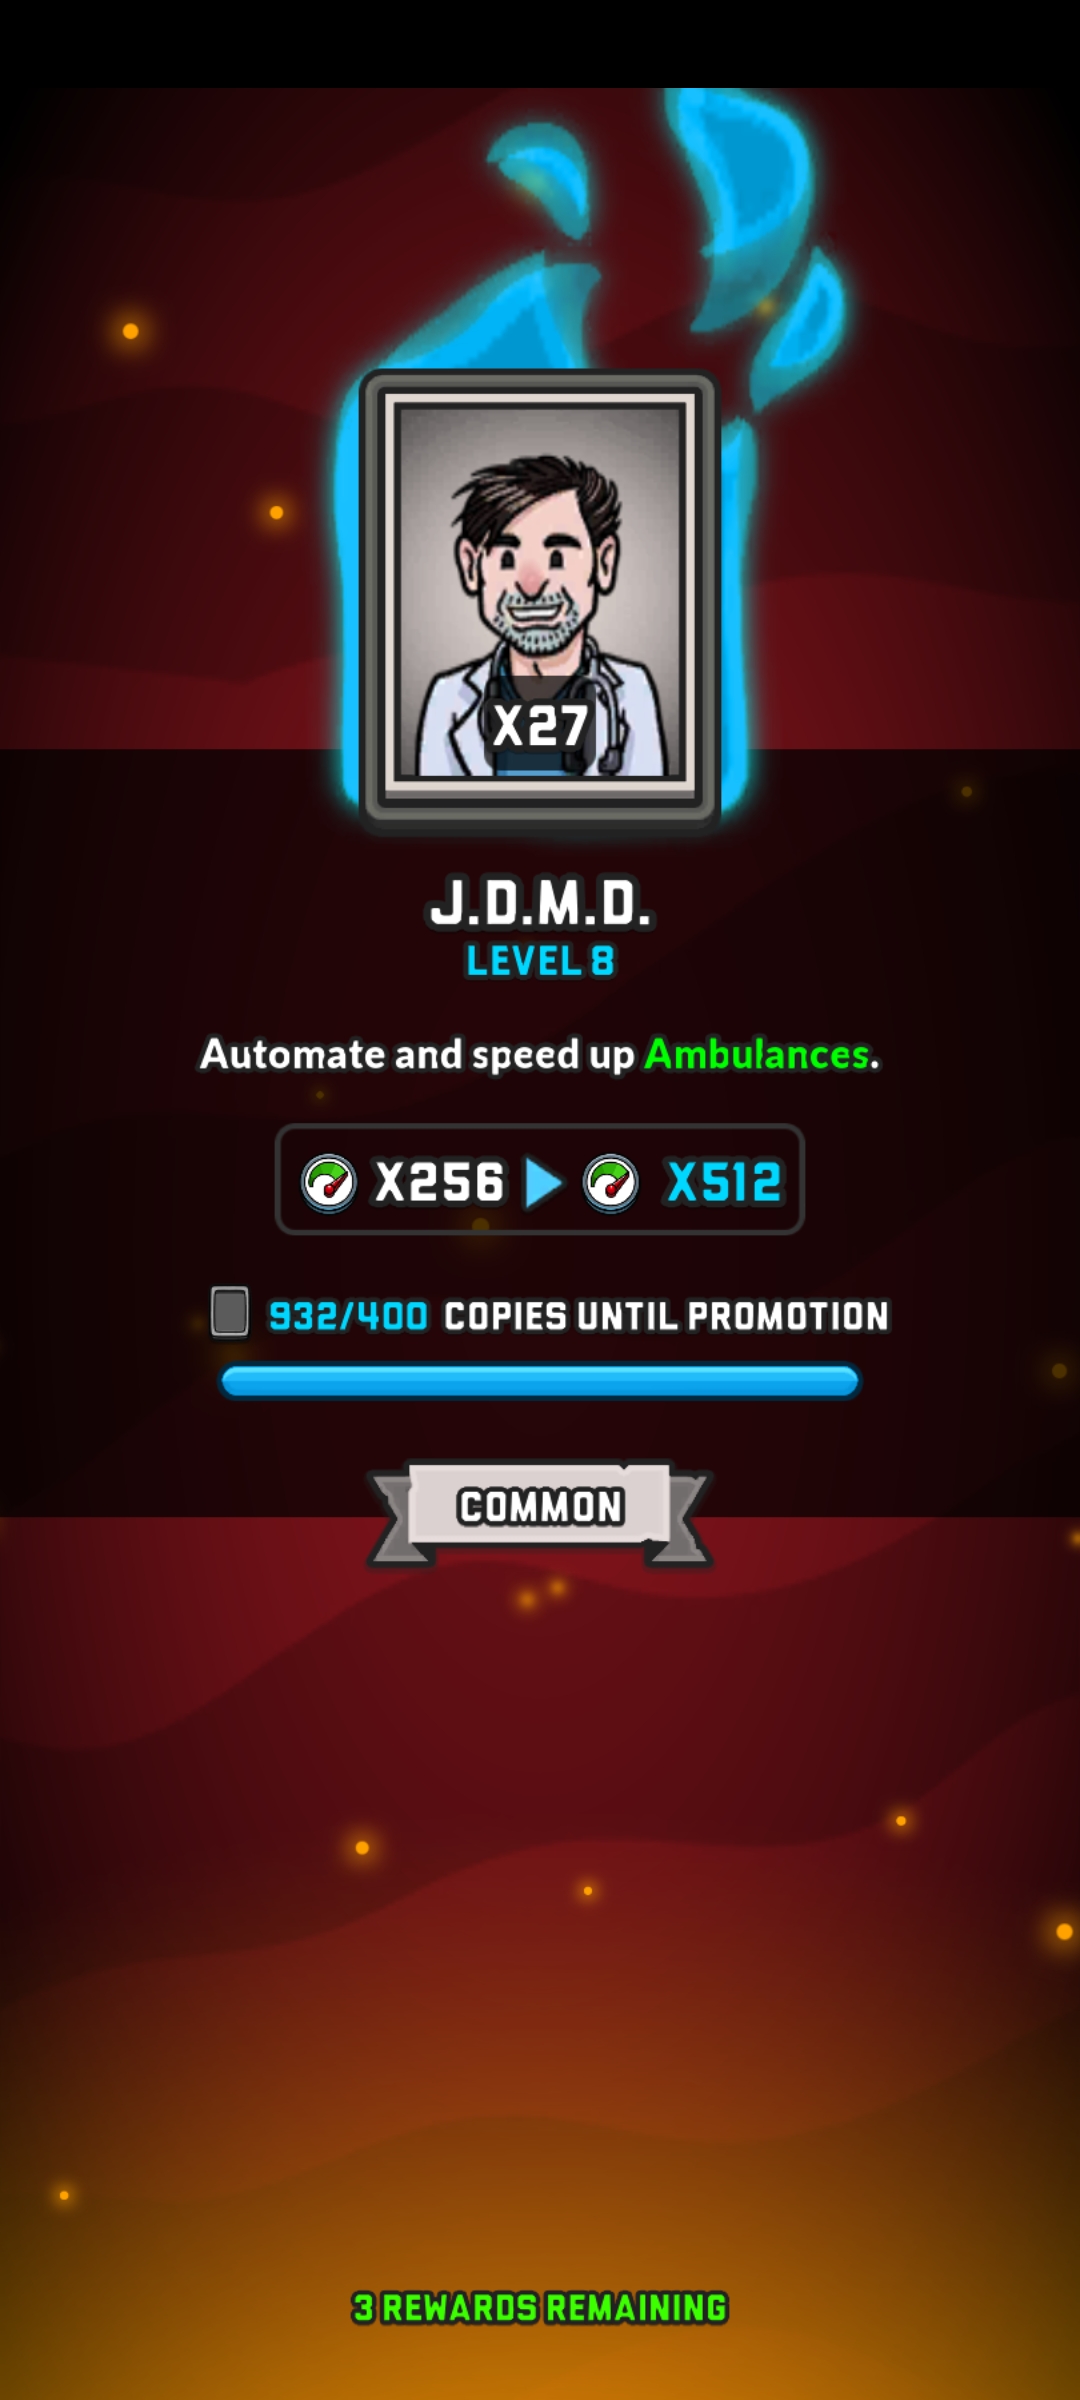 X27
J.D.M.D.
LEVEL 8
Automate and speed up Ambulances.
X256 X512
932/400 COPIES UNTIL PROMOTION
COMMON
3 REWARDS REMAINING